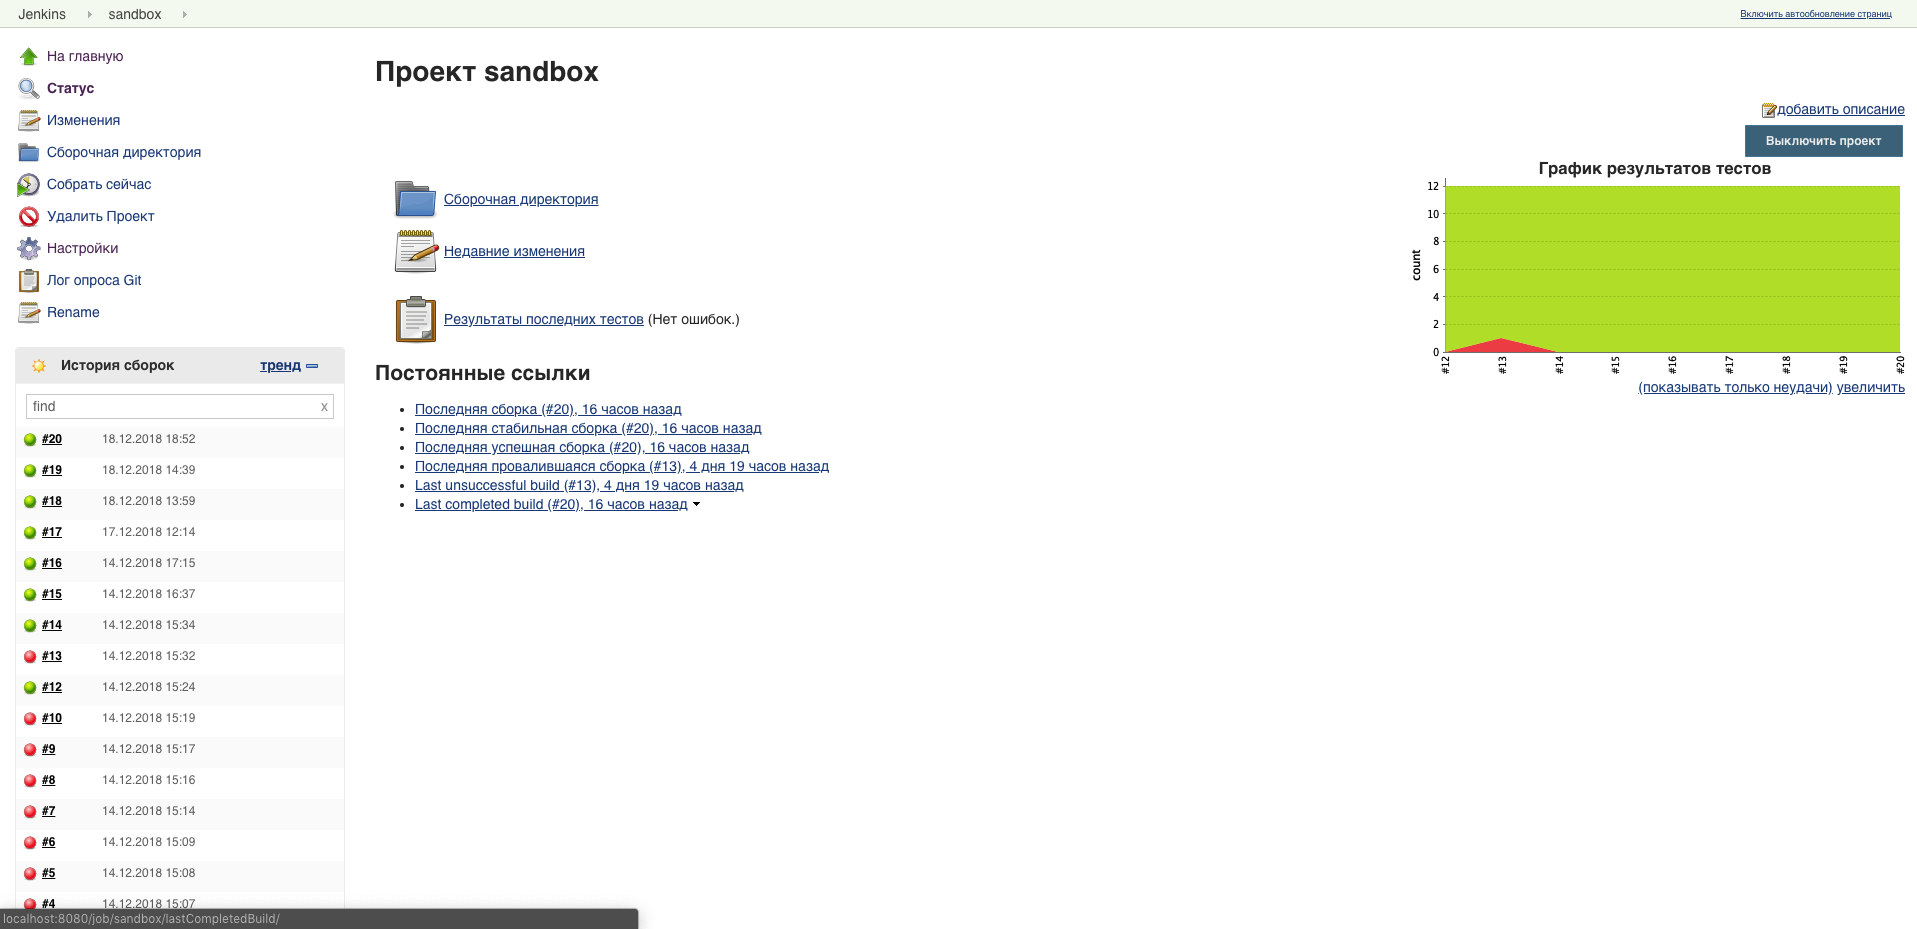 Jenkins sandbox
Включить автообновление страниц
На главную
Статус
Изменения
Сборочная директория
Собрать сейчас
Удалить Проект
Настройки
Лог опроса Git
Rename
История сборок тренд
find x
#20 18.12.2018 18:52
#19 18.12.2018 14:39
#18 18.12.2018 13:59
#17 17.12.2018 12:14
#16 14.12.2018 17:15
#15 14.12.2018 16:37
#14 14.12.2018 15:34
#13 14.12.2018 15:32
#12 14.12.2018 15:24
#10 14.12.2018 15:19
#9 14.12.2018 15:17
#8 14.12.2018 15:16
#7 14.12.2018 15:14
#6 14.12.2018 15:09
#5 14.12.2018 15:08
#4 14.12.2018 15:07
localhost:8080/job/sandbox/lastCompletedBuild/
Проект sandbox
добавить описание
Выключить проект
Сборочная директория
Недавние изменения
Результаты последних тестов (Нет ошибок.)
Постоянные ссылки
Последняя сборка (#20), 16 часов назад
Последняя стабильная сборка (#20), 16 часов назад
Последняя успешная сборка (#20), 16 часов назад
Последняя провалившаяся сборка (#13), 4 дня 19 часов назад
Last unsuccessful build (#13), 4 дня 19 часов назад
Last completed build (#20), 16 часов назад
График результатов тестов
count
12
10
8
6
4
2
0
#12 #13 #14 #15 #16 #17 #18 #19 #20
(показывать только неудачи) увеличить